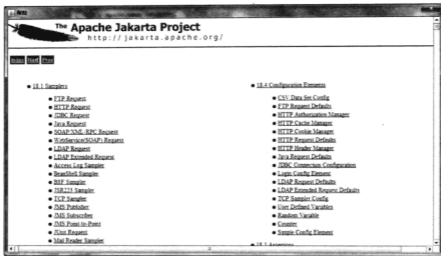 The Apache Jakarta Project
http://jakarta.apache.org/
Index Next Prev
18.1 Samplers
FTP Request
HTTP Request
JDBC Request
Java Request
SOAP/XML-RPC Request
WebService(SOAP) Request
LDAP Request
LDAP Extended Request
Access Log Sampler
BeanShell Sampler
BSF Sampler
JSR223 Sampler
TCP Sampler
JMS Publisher
JMS Subscriber
JMS Point-to-Point
JUnit Request
Mail Reader Sampler
18.4 Configuration Elements
CSV Data Set Config
FTP Request Defaults
HTTP Authorization Manager
HTTP Cache Manager
HTTP Cookie Manager
HTTP Request Defaults
HTTP Header Manager
Java Request Defaults
JDBC Connection Configuration
Login Config Element
LDAP Request Defaults
LDAP Extended Request Defaults
TCP Sampler Config
User Defined Variables
Random Variable
Counter
Simple Config Element